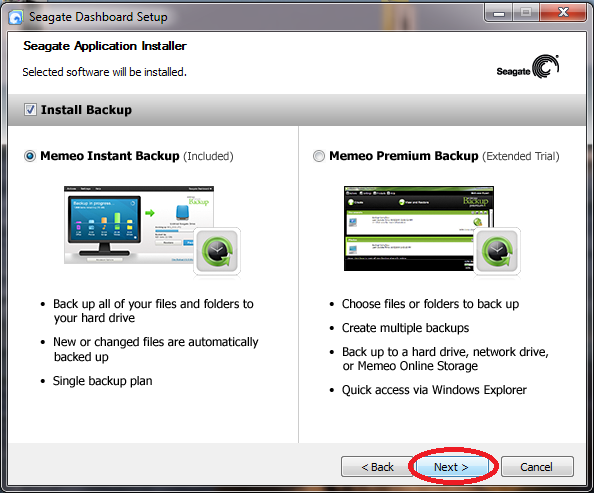 Seagate Dashboard Setup
Seagate Application Installer
Selected software will be installed.
Seagate
Install Backup
Memeo Instant Backup (Included)
Backup in progress...
Backup
• Back up all of your files and folders to
your hard drive
• New or changed files are automatically
backed up
• Single backup plan
Memeo Premium Backup (Extended Trial)
Backup
• Choose files or folders to back up
• Create multiple backups
• Back up to a hard drive, network drive,
or Memeo Online Storage
• Quick access via Windows Explorer
< Back
Next >
Cancel